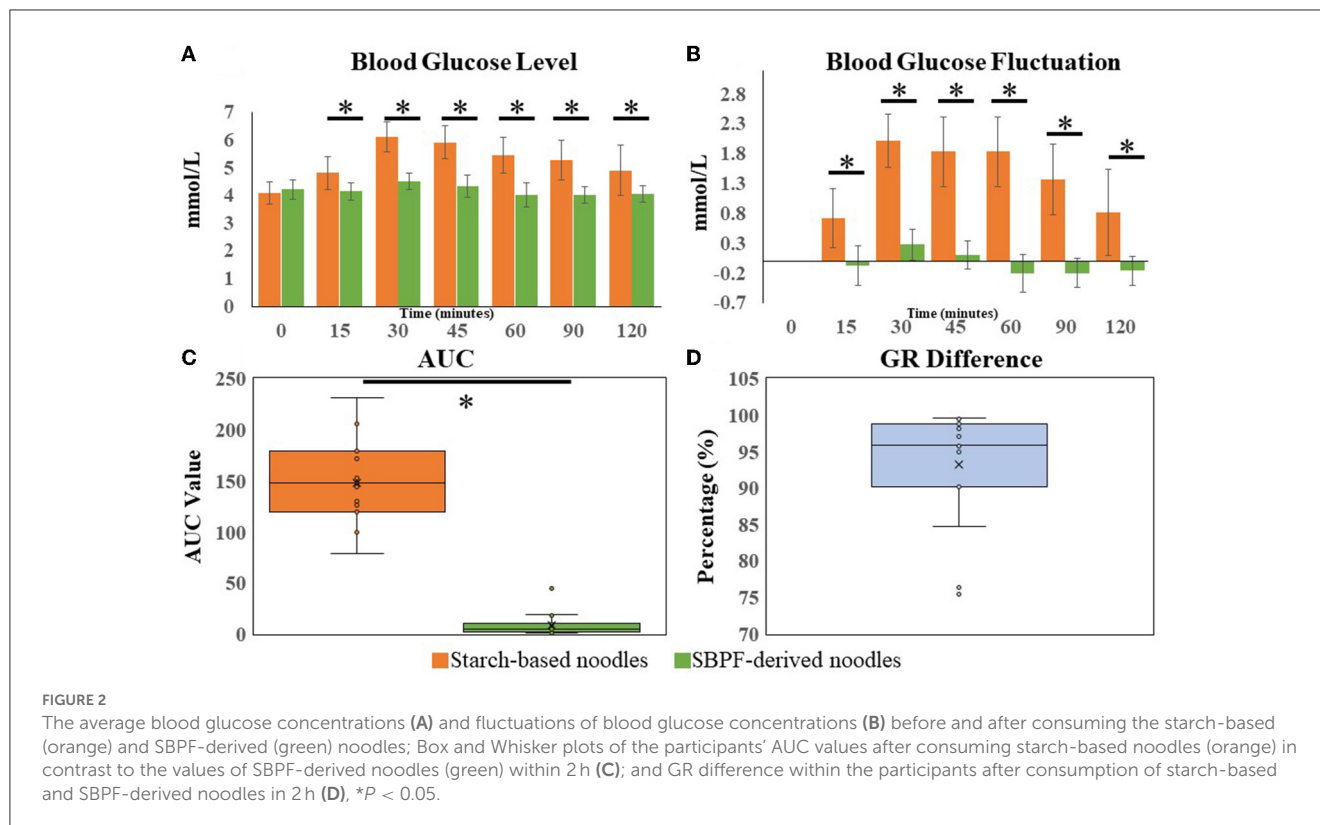 A
Blood Glucose Level
mmol/L
7
6
5
4
3
2
1
0
* * * * * *
Time (minutes)
0 15 30 45 60 90 120
B
Blood Glucose Fluctuation
mmol/L
2.8
2.3
1.8
1.3
0.8
0.3
-0.2
-0.7
* * * * * *
Time (minutes)
0 15 30 45 60 90 120
C
AUC
AUC Value
250
200
150
100
50
0
*
D
GR Difference
Percentage (%)
105
100
95
90
85
80
75
70
Starch-based noodles SBPF-derived noodles
FIGURE 2
The average blood glucose concentrations (A) and fluctuations of blood glucose concentrations (B) before and after consuming the starch-based
(orange) and SBPF-derived (green) noodles; Box and Whisker plots of the participants' AUC values after consuming starch-based noodles (orange) in
contrast to the values of SBPF-derived noodles (green) within 2 h (C); and GR difference within the participants after consumption of starch-based
and SBPF-derived noodles in 2 h (D), *P < 0.05.